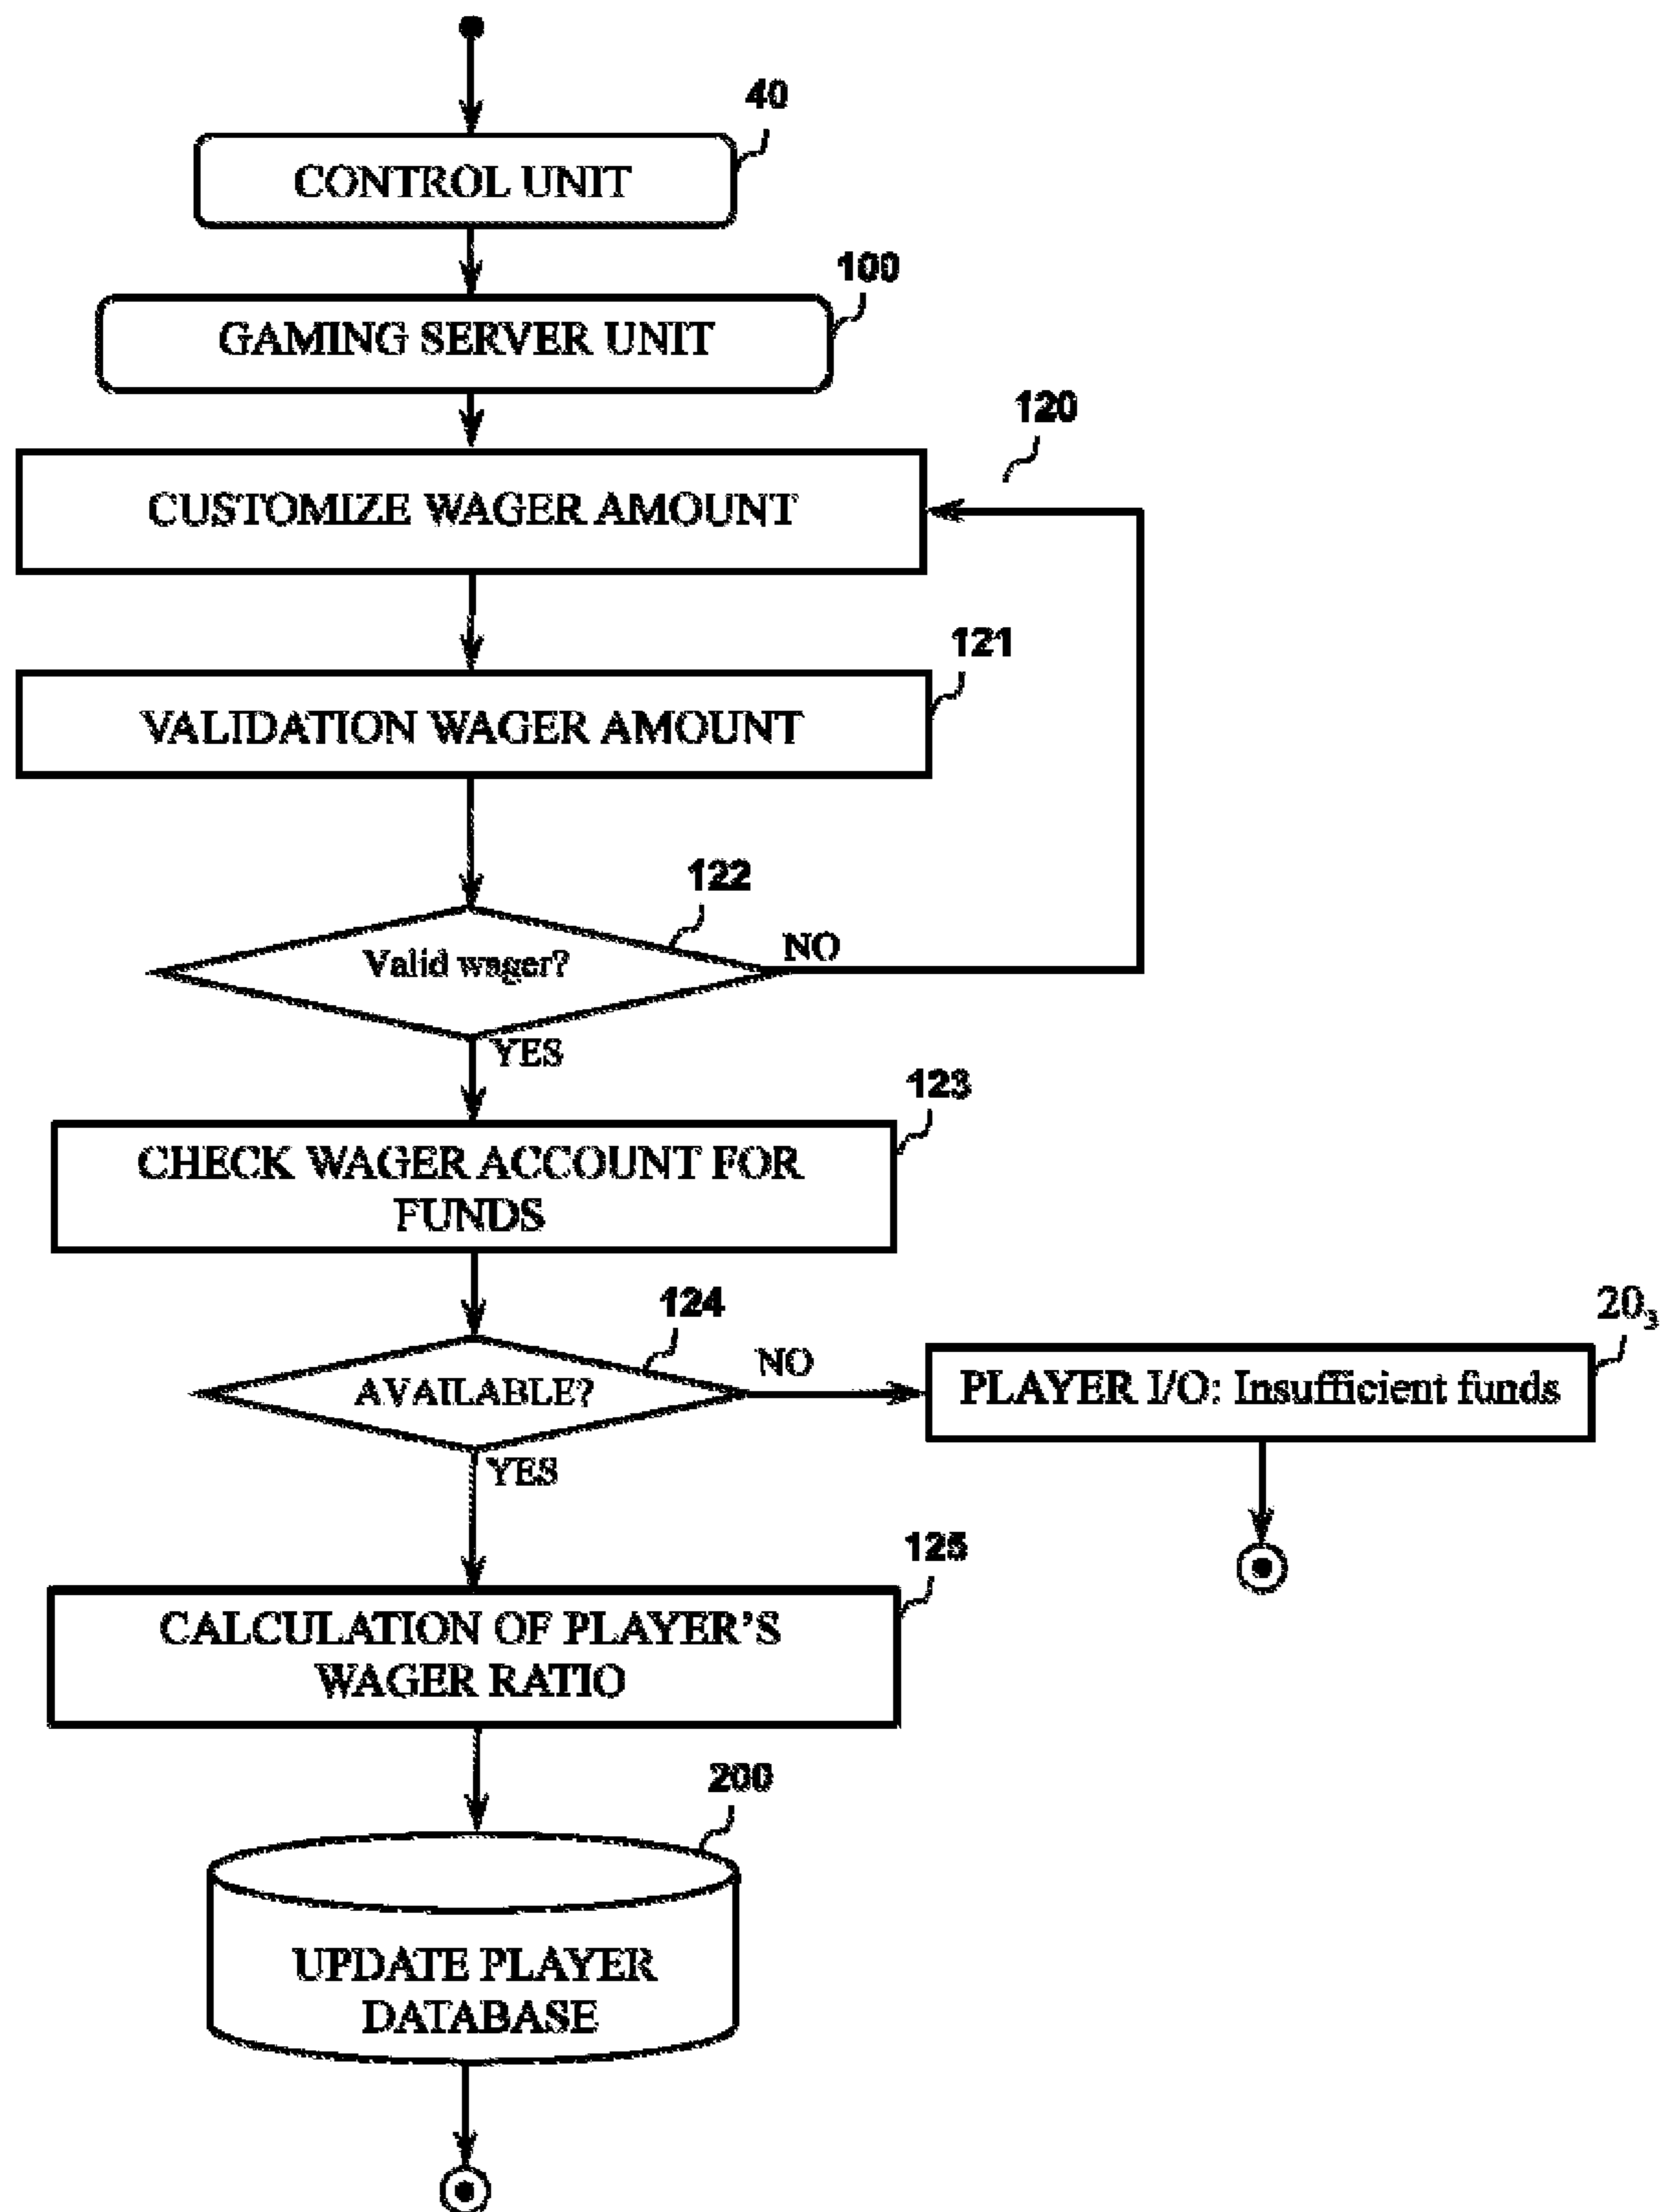 40
CONTROL UNIT
100
GAMING SERVER UNIT
120
CUSTOMIZE WAGER AMOUNT
121
VALIDATION WAGER AMOUNT
122
Valid wager?
NO
YES
123
CHECK WAGER ACCOUNT FOR
FUNDS
124
AVAILABLE?
NO
20₃
PLAYER I/O: Insufficient funds
YES
125
CALCULATION OF PLAYER’S
WAGER RATIO
200
UPDATE PLAYER
DATABASE